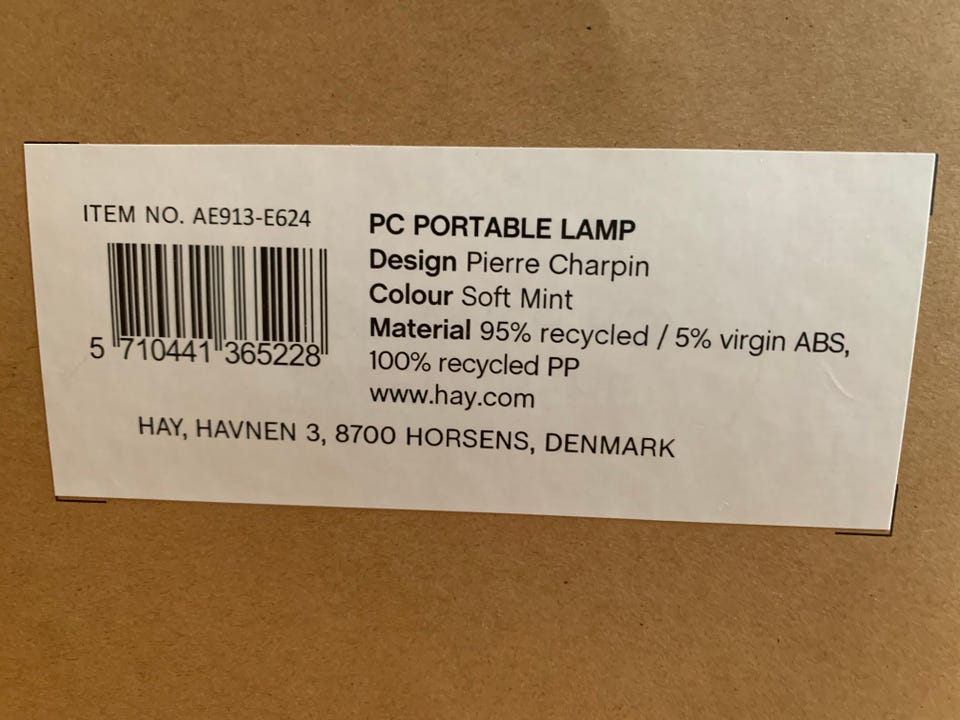 ITEM NO. AE913-E624
5 710441 365228
PC PORTABLE LAMP
Design Pierre Charpin
Colour Soft Mint
Material 95% recycled / 5% virgin ABS,
100% recycled PP
www.hay.com
HAY, HAVNEN 3, 8700 HORSENS, DENMARK